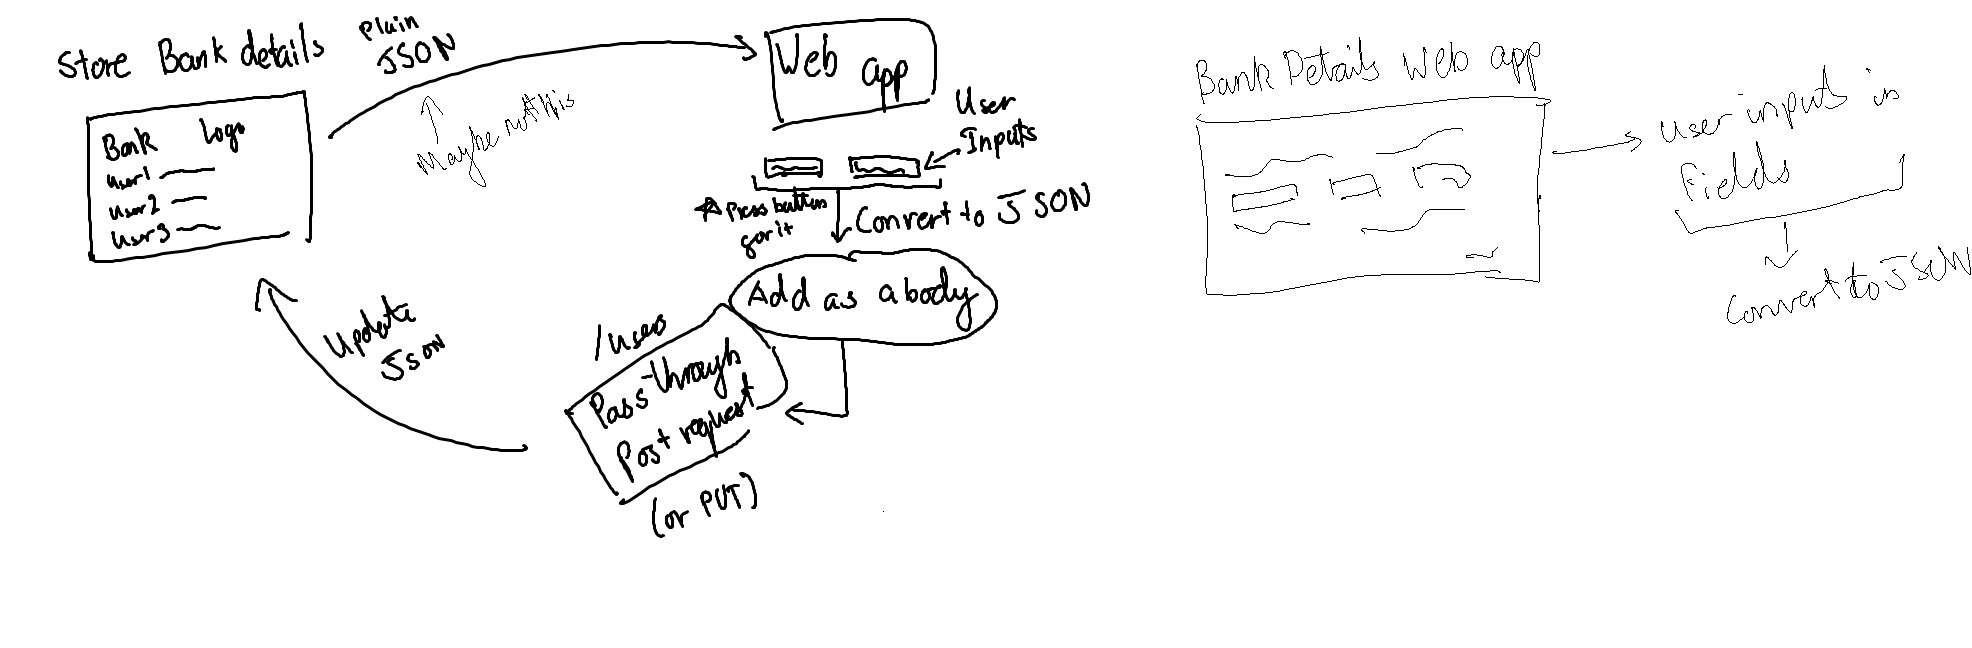 Store Bank details
Plain
JSON
Maybe not this
Bank Logo
User1
User2
User3
Web app
User
Inputs
Press button
for it
Convert to JSON
Add as a body
/users
Pass through
Post request
(or PUT)
Update
JSON
Bank Details Web app
User inputs in
fields
Convert to JSON